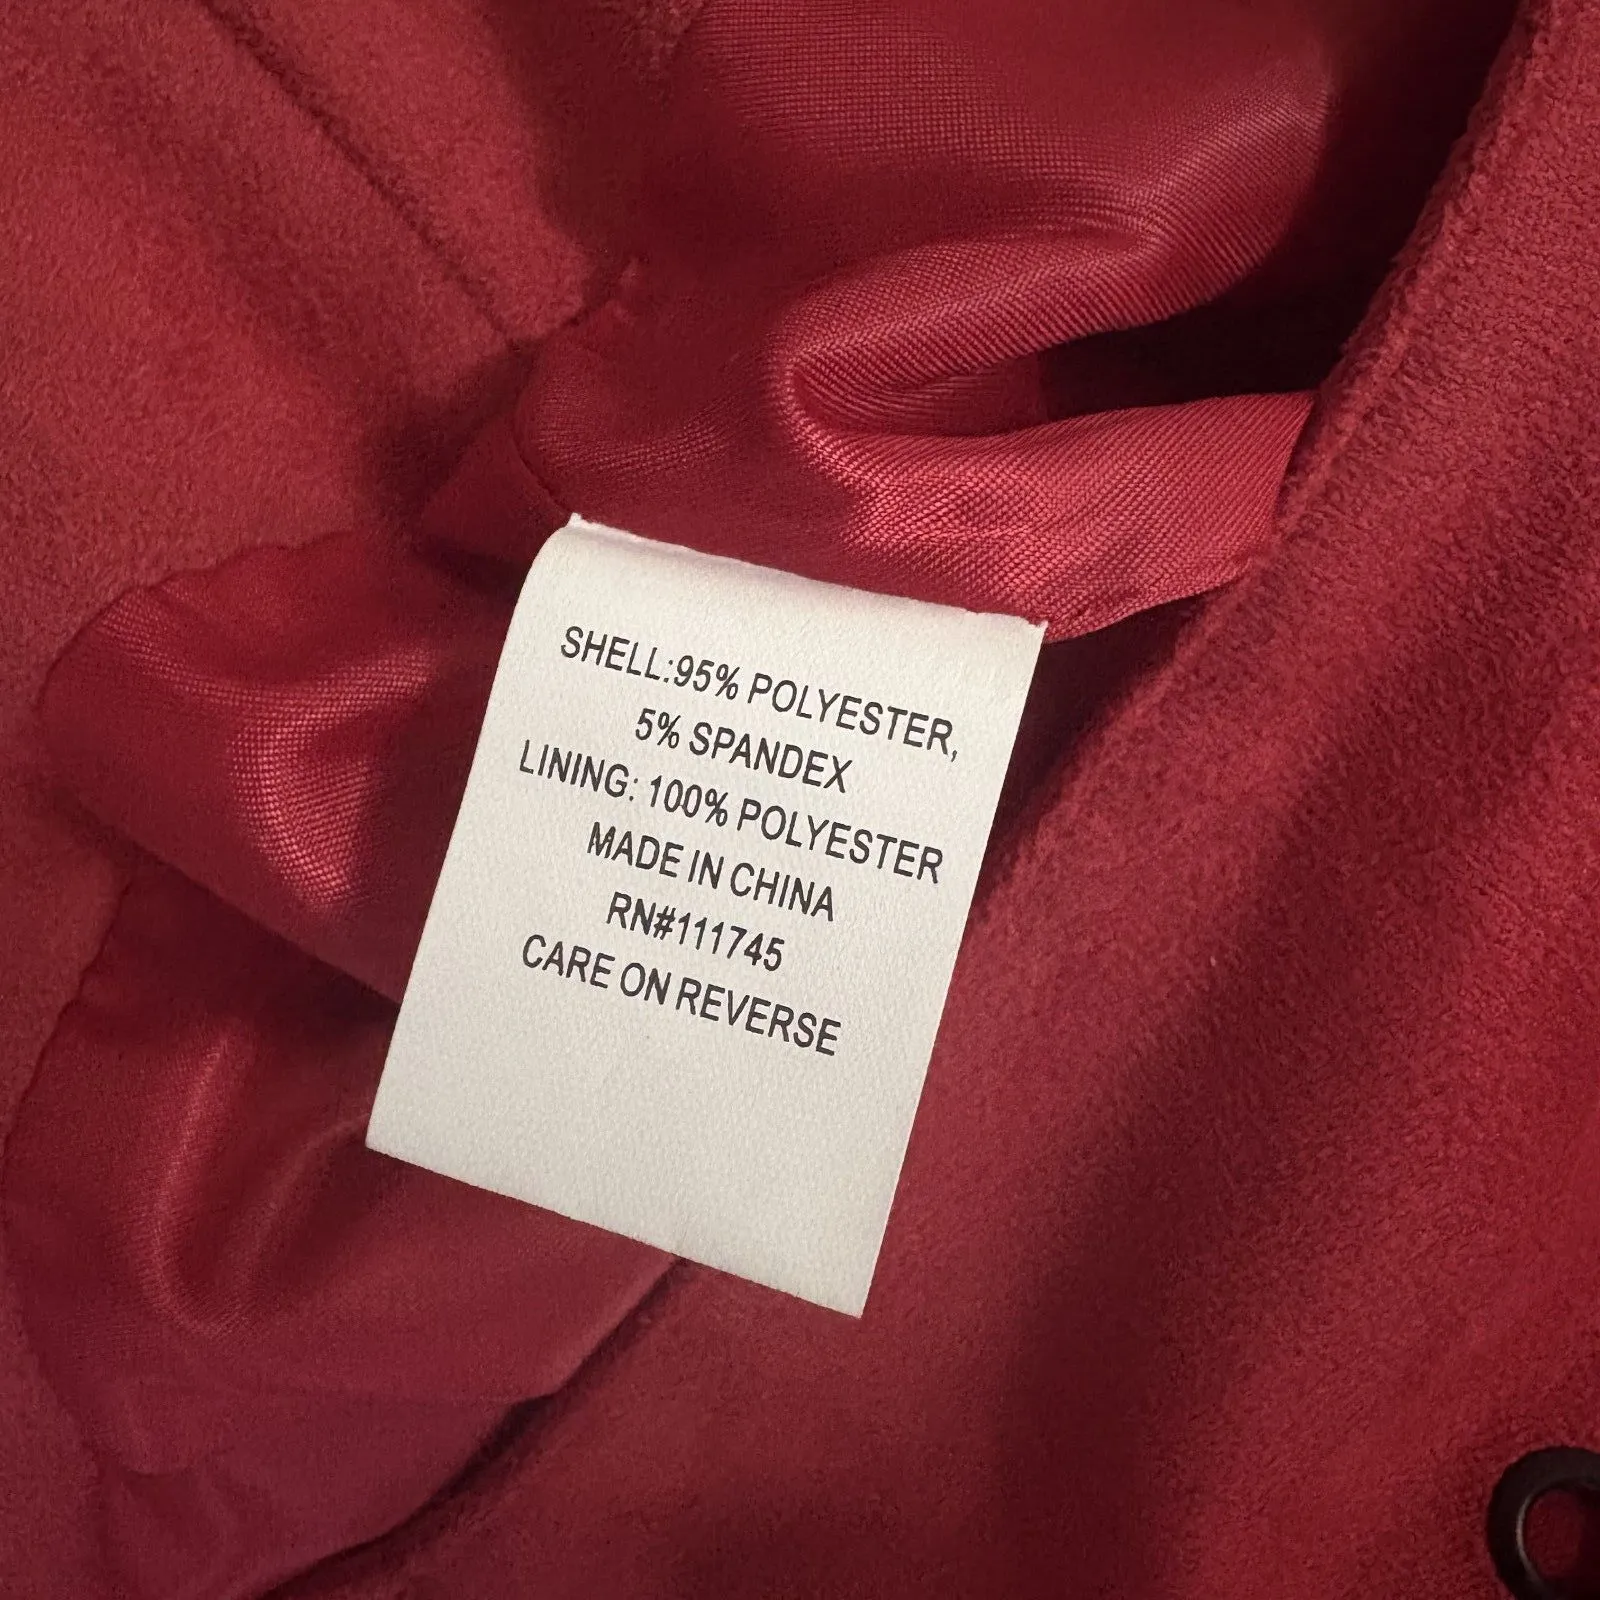 SHELL:95% POLYESTER,
5% SPANDEX
LINING: 100% POLYESTER
MADE IN CHINA
RN#111745
CARE ON REVERSE